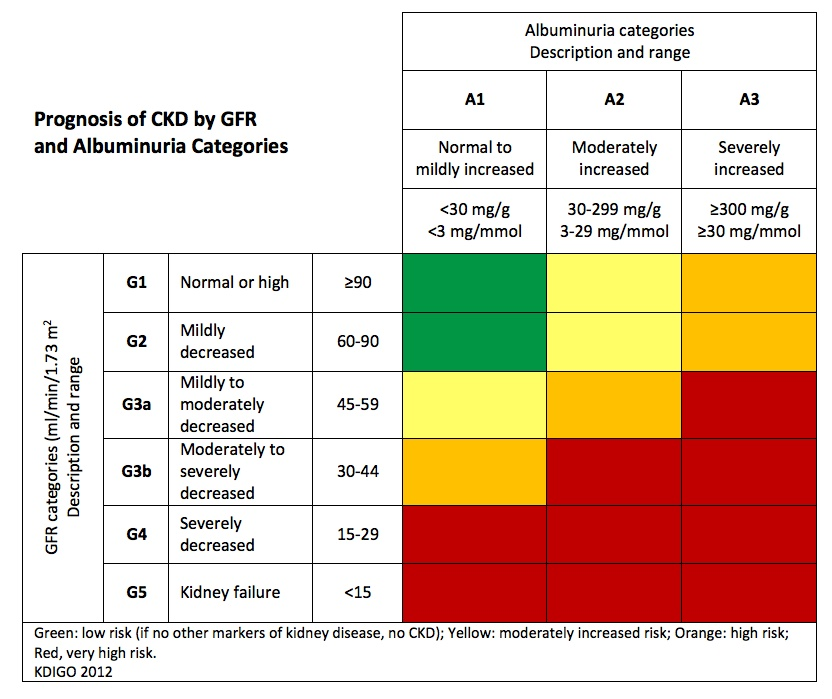 Albuminuria categories
Description and range
Prognosis of CKD by GFR
and Albuminuria Categories
A1
A2
A3
Normal to
mildly increased
Moderately
increased
Severely
increased
<30 mg/g
<3 mg/mmol
30-299 mg/g
3-29 mg/mmol
≥300 mg/g
≥30 mg/mmol
GFR categories (ml/min/1.73 m²
Description and range
G1
Normal or high
≥90
G2
Mildly
decreased
60-90
G3a
Mildly to
moderately
decreased
45-59
G3b
Moderately to
severely
decreased
30-44
G4
Severely
decreased
15-29
G5
Kidney failure
<15
Green: low risk (if no other markers of kidney disease, no CKD); Yellow: moderately increased risk; Orange: high risk;
Red, very high risk.
KDIGO 2012